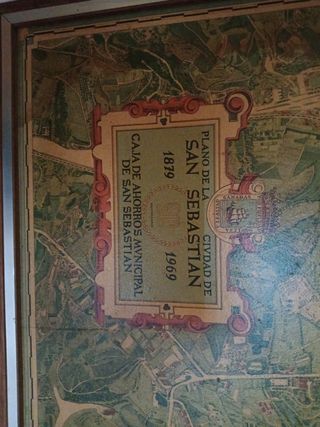 PLANO DE LA CIVDAD DE
SAN SEBASTIAN
1879 1969
CAJA DE AHORROS MVNICIPAL
DE SAN SEBASTIAN